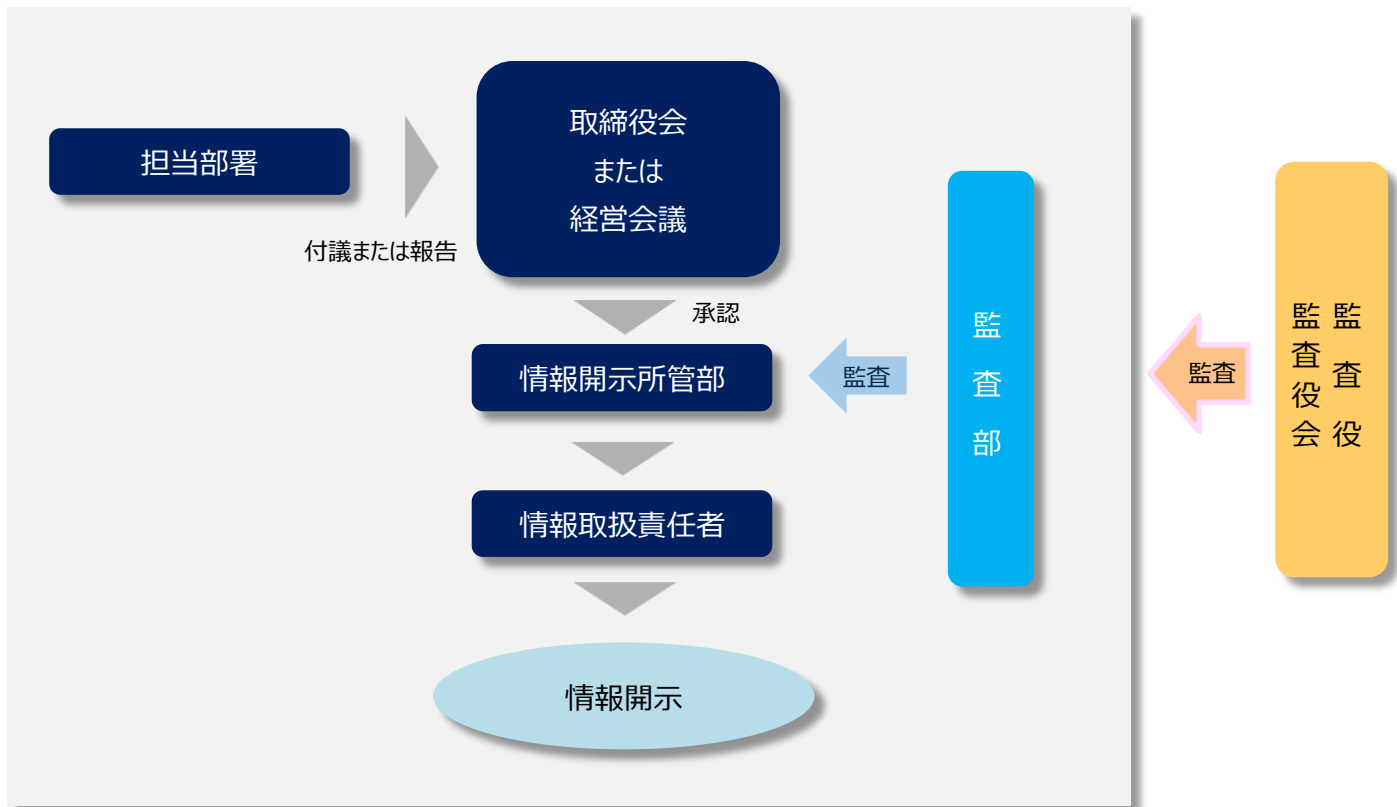 担当部署
付議または報告
取締役会
または
経営会議
承認
情報開示所管部
監査
監査部
監査
監査役
監査役会
情報取扱責任者
情報開示